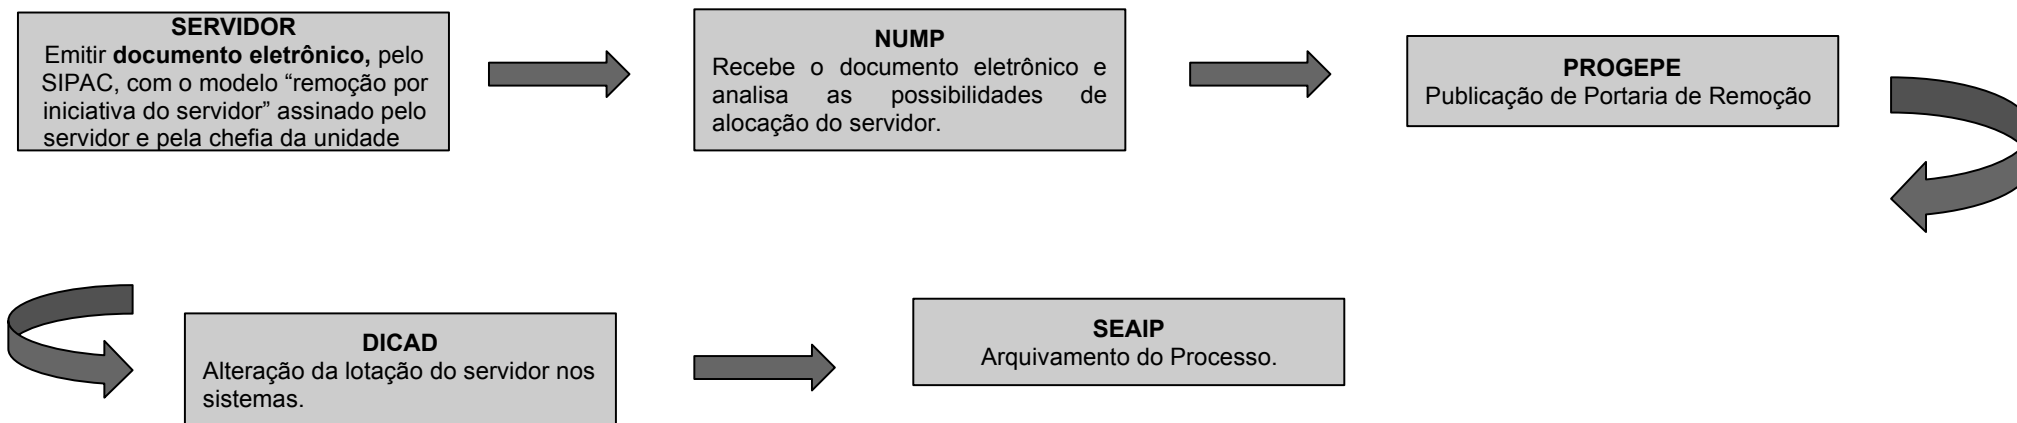 SERVIDOR
Emitir documento eletrônico, pelo
SIPAC, com o modelo “remoção por
iniciativa do servidor” assinado pelo
servidor e pela chefia da unidade
NUMP
Recebe o documento eletrônico e
analisa as possibilidades de
alocação do servidor.
PROGEPE
Publicação de Portaria de Remoção
DICAD
Alteração da lotação do servidor nos
sistemas.
SEAIP
Arquivamento do Processo.